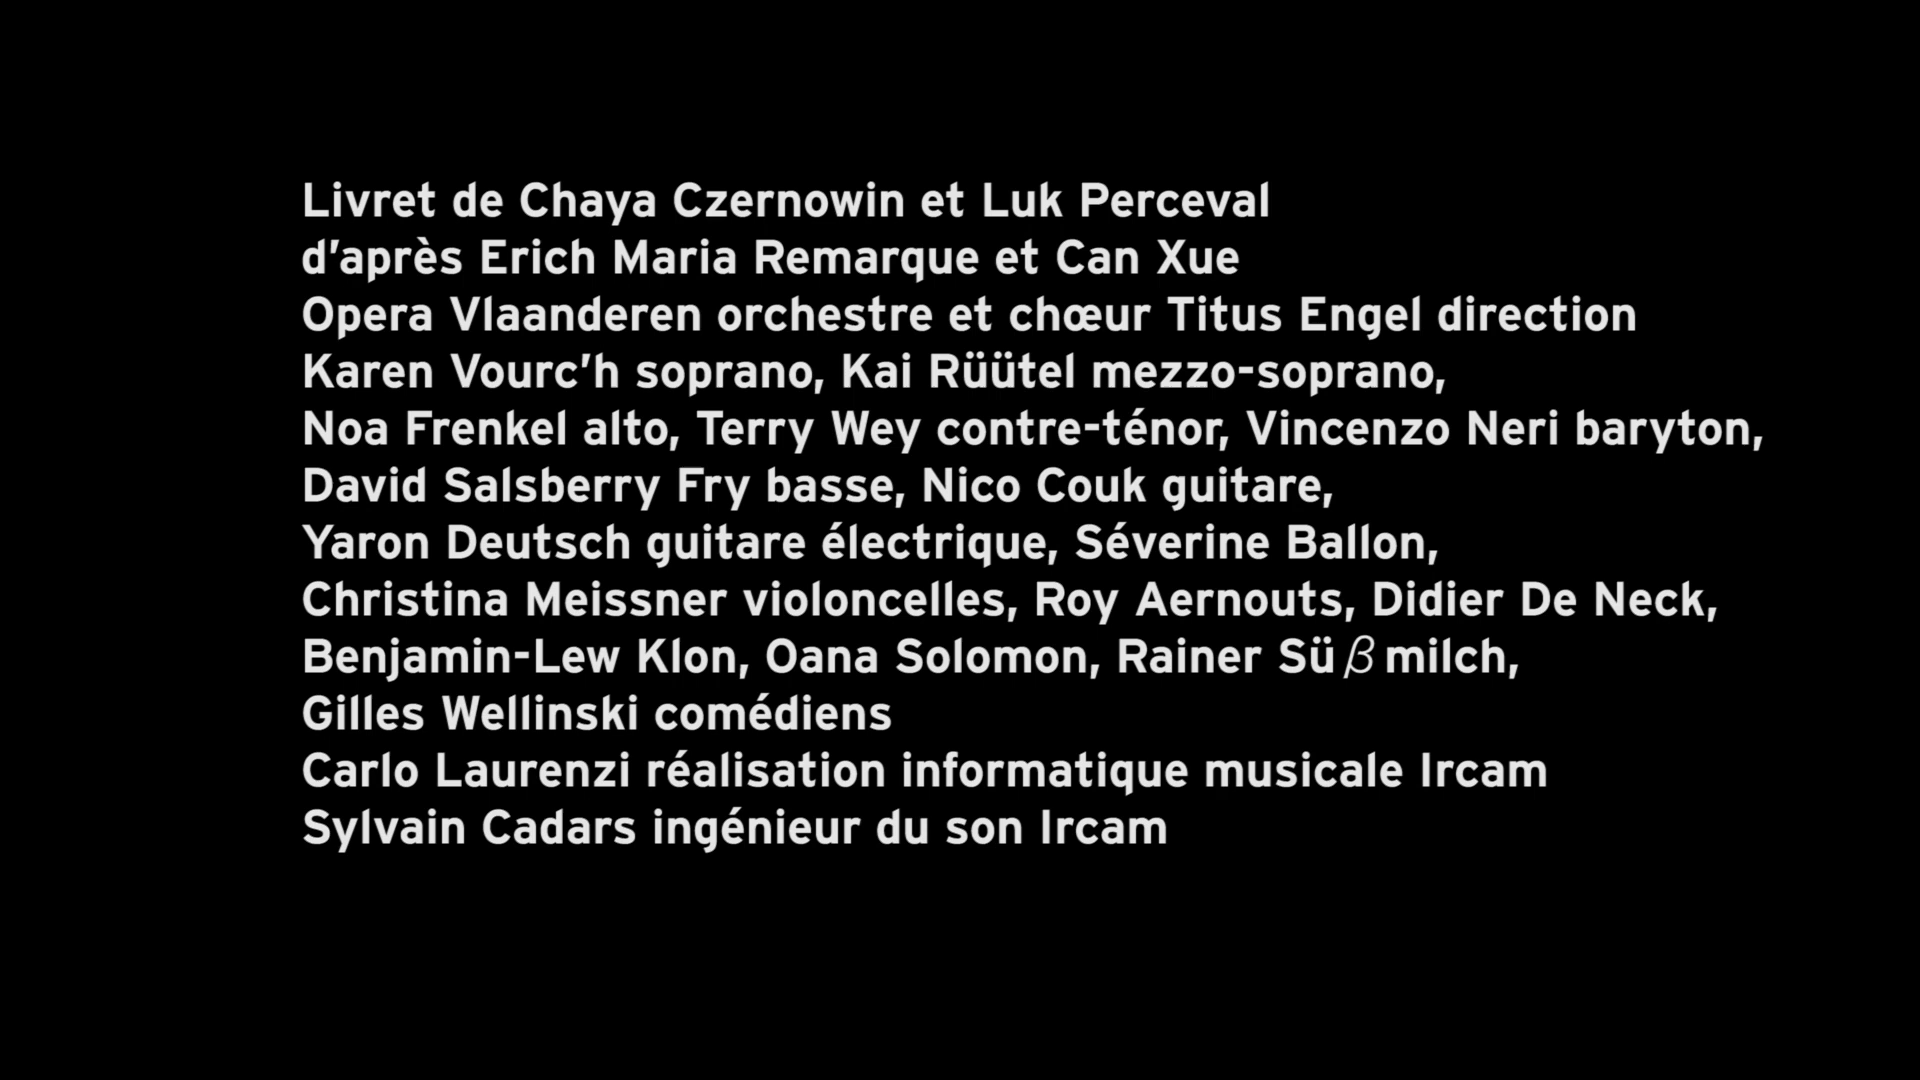 Livret de Chaya Czernowin et Luk Perceval
d’après Erich Maria Remarque et Can Xue
Opera Vlaanderen orchestre et chœur Titus Engel direction
Karen Vourc’h soprano, Kai Rüütel mezzo-soprano,
Noa Frenkel alto, Terry Wey contre-ténor, Vincenzo Neri baryton,
David Salsberry Fry basse, Nico Couk guitare,
Yaron Deutsch guitare électrique, Séverine Ballon,
Christina Meissner violoncelles, Roy Aernouts, Didier De Neck,
Benjamin-Lew Klon, Oana Solomon, Rainer Süβmilch,
Gilles Wellinski comédiens
Carlo Laurenzi réalisation informatique musicale Ircam
Sylvain Cadars ingénieur du son Ircam